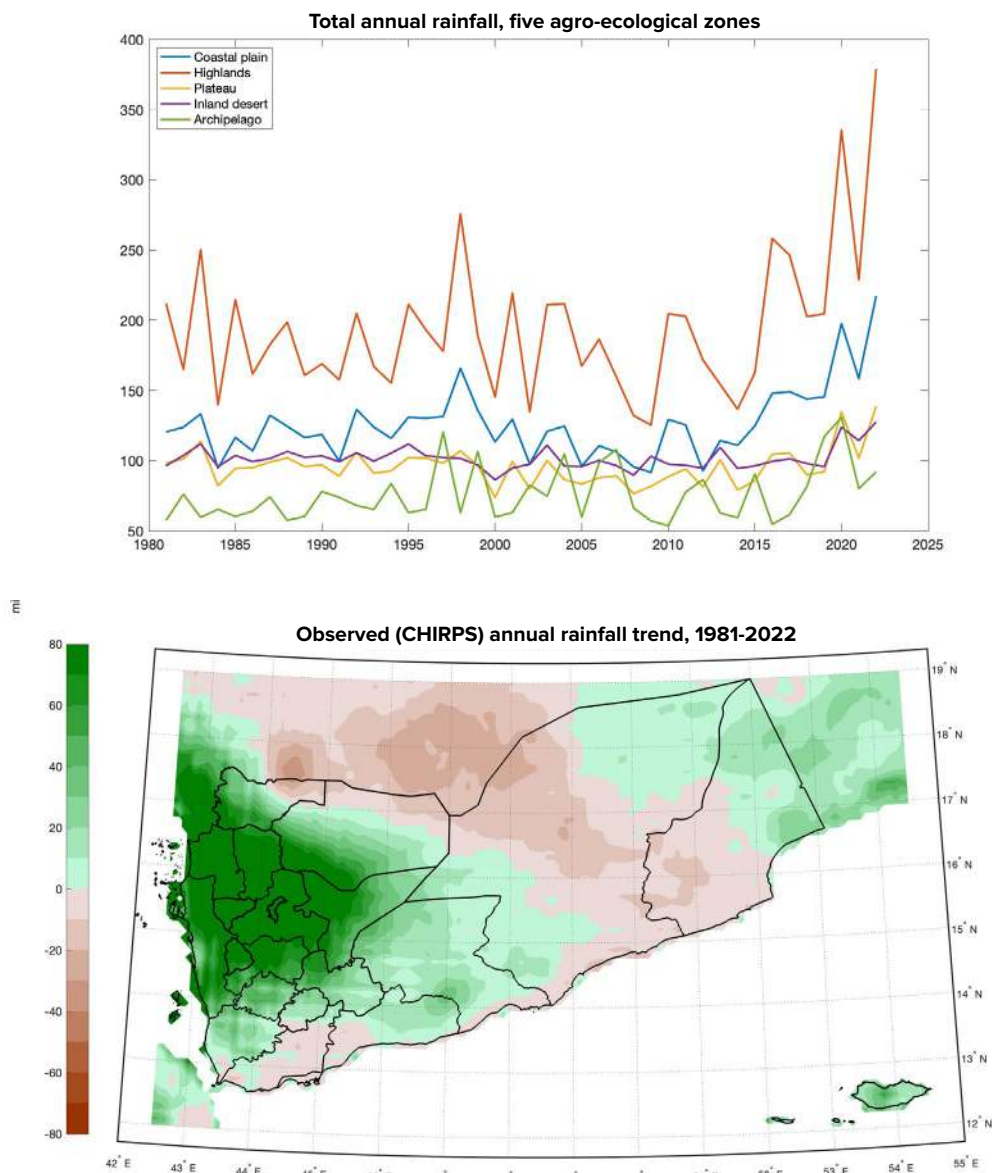 Total annual rainfall, five agro-ecological zones
400
350
300
250
200
150
100
50
Coastal plain
Highlands
Plateau
Inland desert
Archipelago
1980 1985 1990 1995 2000 2005 2010 2015 2020 2025
mi
Observed (CHIRPS) annual rainfall trend, 1981-2022
80
60
40
20
0
-20
-40
-60
-80
19° N
18° N
17° N
16° N
15° N
14° N
13° N
12° N
42° E 43° E 53° E 54° E 55° E